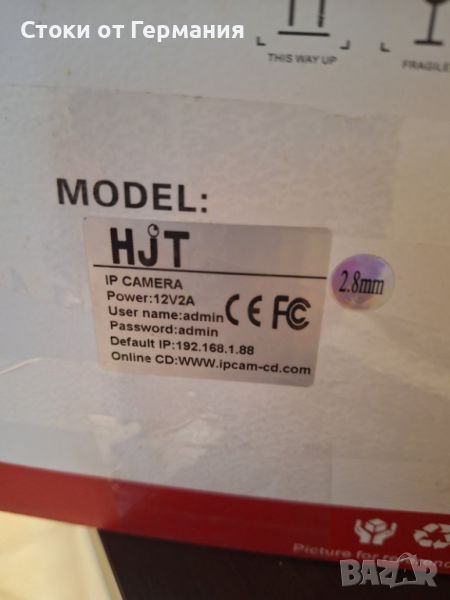 Стоки от Германия
THIS WAY UP
FRAGILE
MODEL:
HJT
IP CAMERA
Power:12V2A
User name:admin
Password:admin
Default IP:192.168.1.88
Online CD:WWW.ipcam-cd.com
CE FC
2.8mm
Picture for
BAZAR